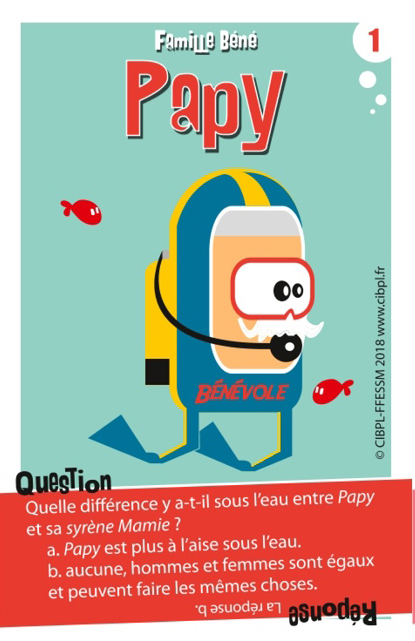 Famille Béné
1
Papy
BÉNÉVOLE
© CIBPL-FFESSM 2018 www.cibpl.fr
Question
Quelle différence y a-t-il sous l'eau entre Papy
et sa syrène Mamie ?
a. Papy est plus à l'aise sous l'eau.
b. aucune, hommes et femmes sont égaux
et peuvent faire les mêmes choses.
Réponse
La réponse b.